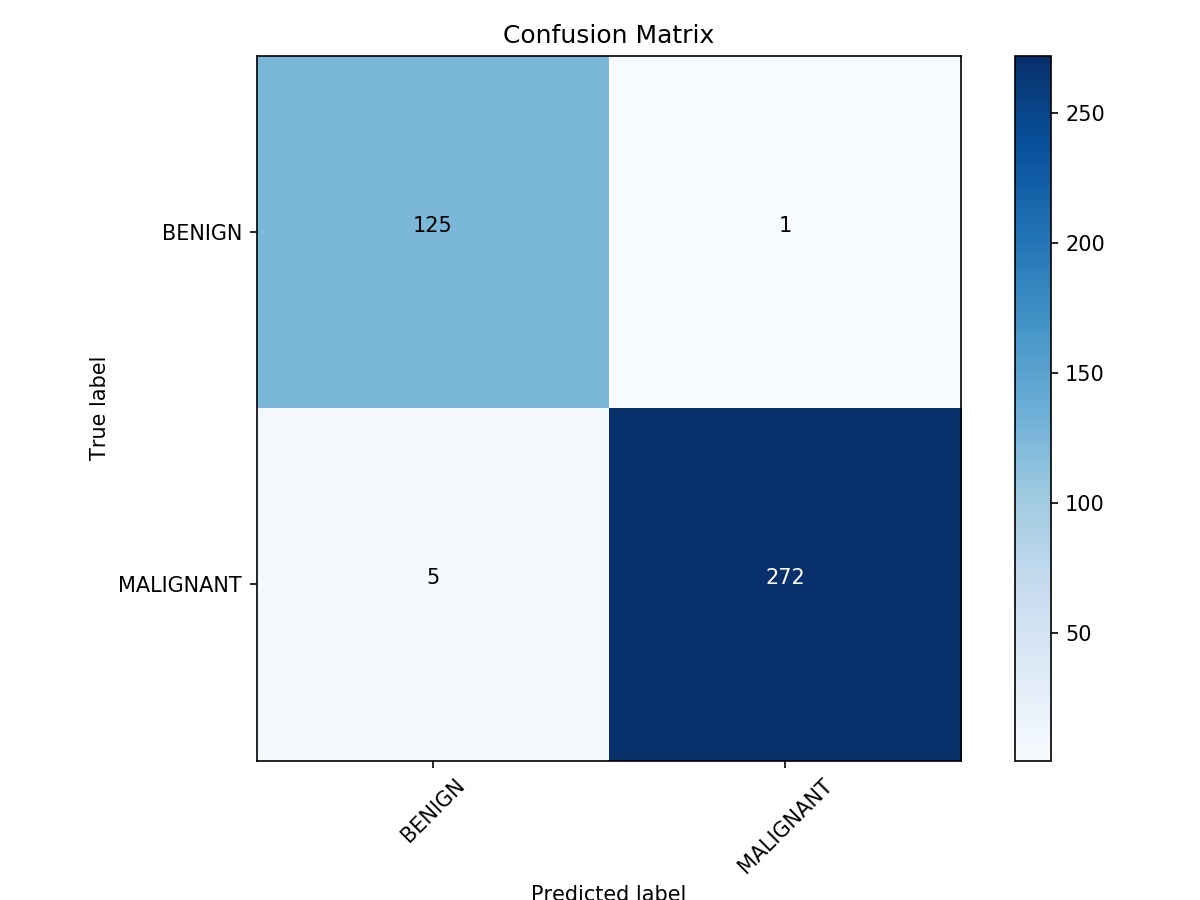 Confusion Matrix
BENIGN
125
1
MALIGNANT
5
272
True label
BENIGN
MALIGNANT
Predicted label
250
200
150
100
50